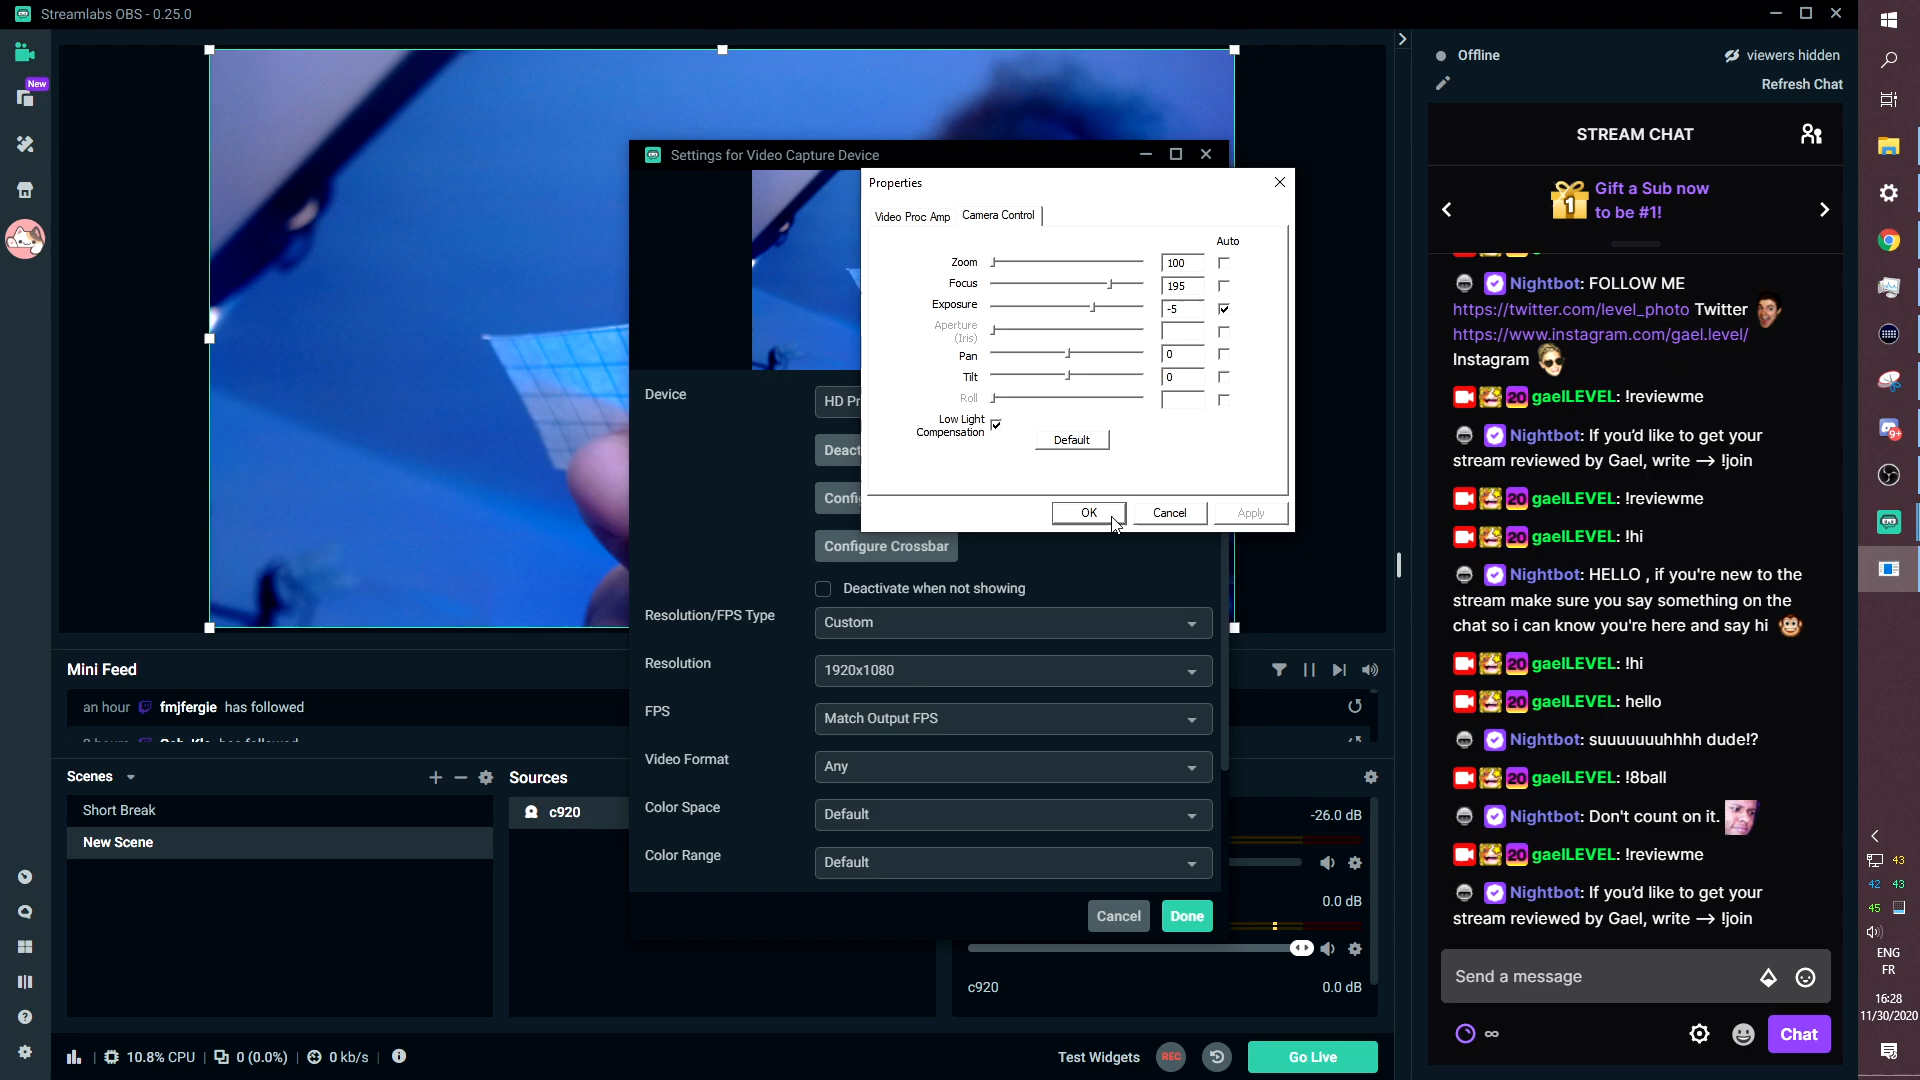 Streamlabs OBS - 0.25.0
New
Settings for Video Capture Device
Properties
Video Proc Amp
Camera Control
Auto
Zoom
100
Focus
195
Exposure
-5
Aperture
(Iris)
Pan
0
Tilt
0
Roll
Low Light
Compensation
Default
OK
Cancel
Apply
Device
HD Pr
Deact
Confi
Configure Crossbar
Deactivate when not showing
Resolution/FPS Type
Custom
Resolution
1920x1080
FPS
Match Output FPS
Video Format
Any
Color Space
Default
Color Range
Default
Cancel
Done
Mini Feed
an hour fmjfergie has followed
Scenes
Short Break
New Scene
Sources
c920
-26.0 dB
0.0 dB
c920
0.0 dB
10.8% CPU
0 (0.0%)
0 kb/s
Test Widgets
REC
Go Live
Offline
viewers hidden
Refresh Chat
STREAM CHAT
1
Gift a Sub now
to be #1!
Nightbot: FOLLOW ME
https://twitter.com/level_photo Twitter
https://www.instagram.com/gael.level/
Instagram
20 gaelLEVEL: !reviewme
Nightbot: If you'd like to get your
stream reviewed by Gael, write --> !join
20 gaelLEVEL: !reviewme
20 gaelLEVEL: !hi
Nightbot: HELLO , if you're new to the
stream make sure you say something on the
chat so i can know you're here and say hi
20 gaelLEVEL: !hi
20 gaelLEVEL: hello
Nightbot: suuuuuuuhhhh dude!?
20 gaelLEVEL: !8ball
Nightbot: Don't count on it.
20 gaelLEVEL: !reviewme
Nightbot: If you'd like to get your
stream reviewed by Gael, write --> !join
Send a message
∞
Chat
9+
43
42 43
45
ENG
FR
16:28
11/30/2020